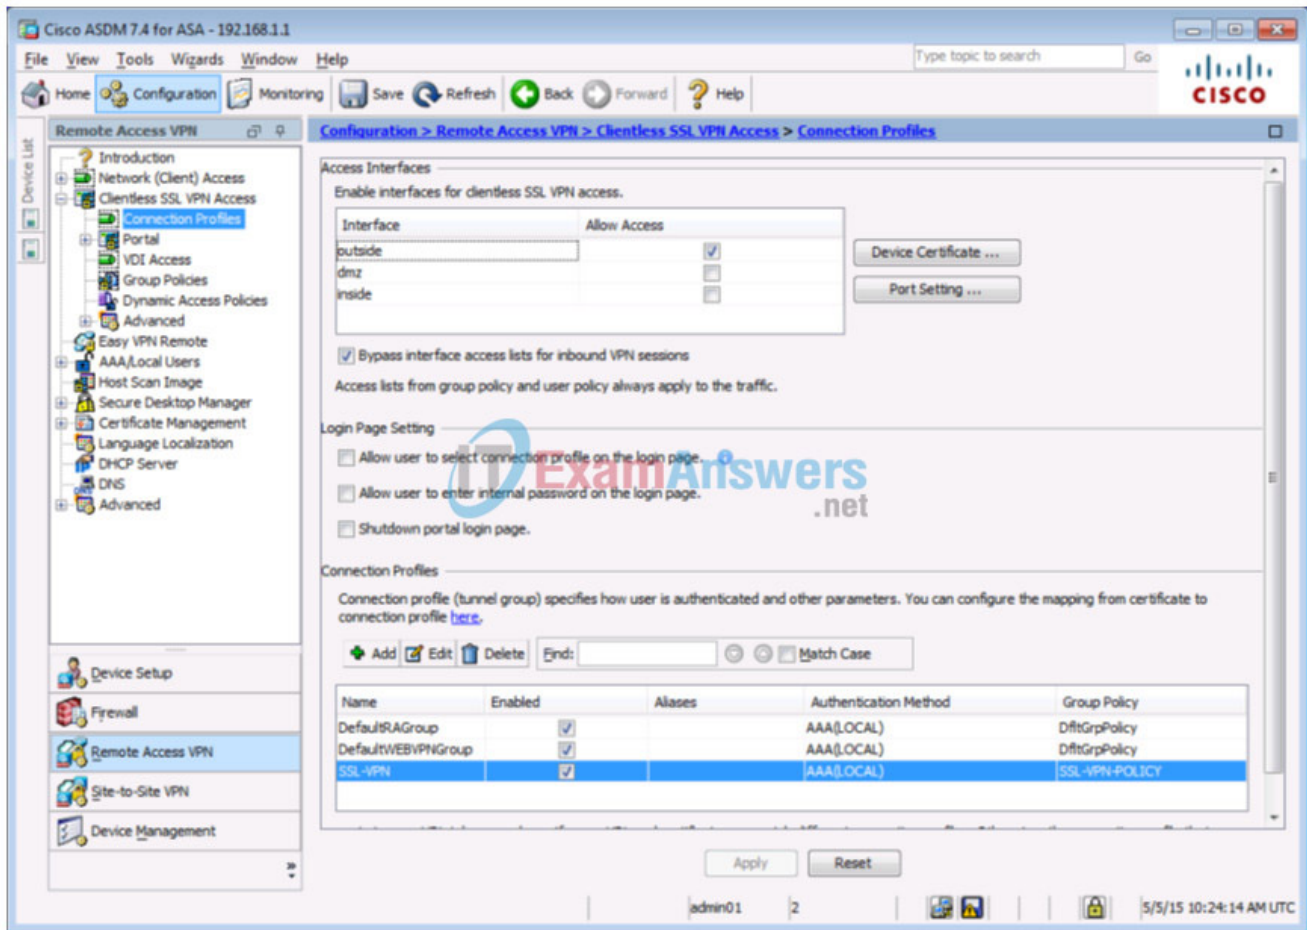 Cisco ASDM 7.4 for ASA - 192.168.1.1
File View Tools Wizards Window Help
Type topic to search Go
Home Configuration Monitoring Save Refresh Back Forward Help
CISCO
Device List
Remote Access VPN
Introduction
Network (Client) Access
Clientless SSL VPN Access
Connection Profiles
Portal
VDI Access
Group Policies
Dynamic Access Policies
Advanced
Easy VPN Remote
AAA/Local Users
Host Scan Image
Secure Desktop Manager
Certificate Management
Language Localization
DHCP Server
DNS
Advanced
Device Setup
Firewall
Remote Access VPN
Site-to-Site VPN
Device Management
Configuration > Remote Access VPN > Clientless SSL VPN Access > Connection Profiles
Access Interfaces
Enable interfaces for clientless SSL VPN access.
Interface Allow Access
outside
dmz
inside
Device Certificate ...
Port Setting ...
Bypass interface access lists for inbound VPN sessions
Access lists from group policy and user policy always apply to the traffic.
Login Page Setting
Allow user to select connection profile on the login page.
Allow user to enter internal password on the login page.
Shutdown portal login page.
IT ExamAnswers
.net
Connection Profiles
Connection profile (tunnel group) specifies how user is authenticated and other parameters. You can configure the mapping from certificate to
connection profile here.
Add Edit Delete Find: Match Case
Name Enabled Aliases Authentication Method Group Policy
DefaultRAGroup AAA(LOCAL) DfltGrpPolicy
DefaultWEBVPNGroup AAA(LOCAL) DfltGrpPolicy
SSL-VPN AAA(LOCAL) SSL-VPN-POLICY
Apply Reset
admin01 2 5/5/15 10:24:14 AM UTC